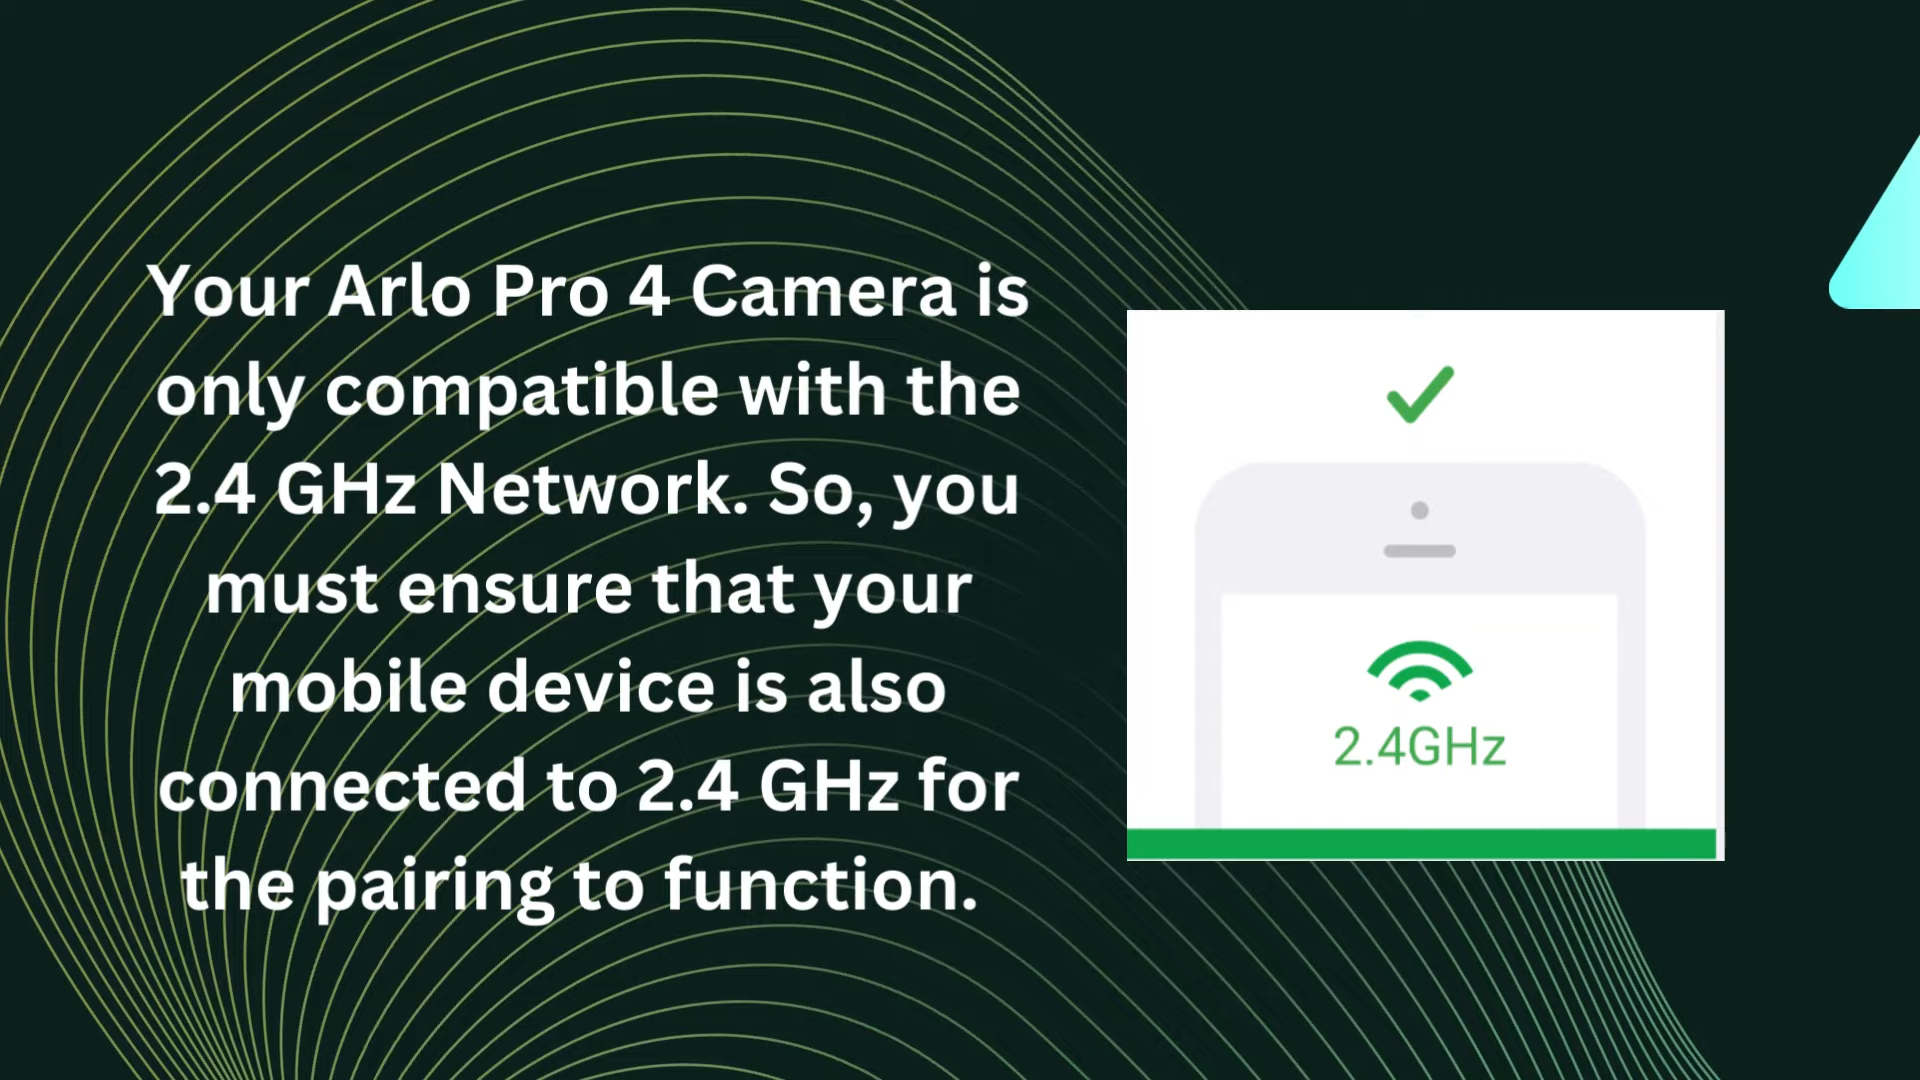 Your Arlo Pro 4 Camera is
only compatible with the
2.4 GHz Network. So, you
must ensure that your
mobile device is also
connected to 2.4 GHz for
the pairing to function.
2.4GHz